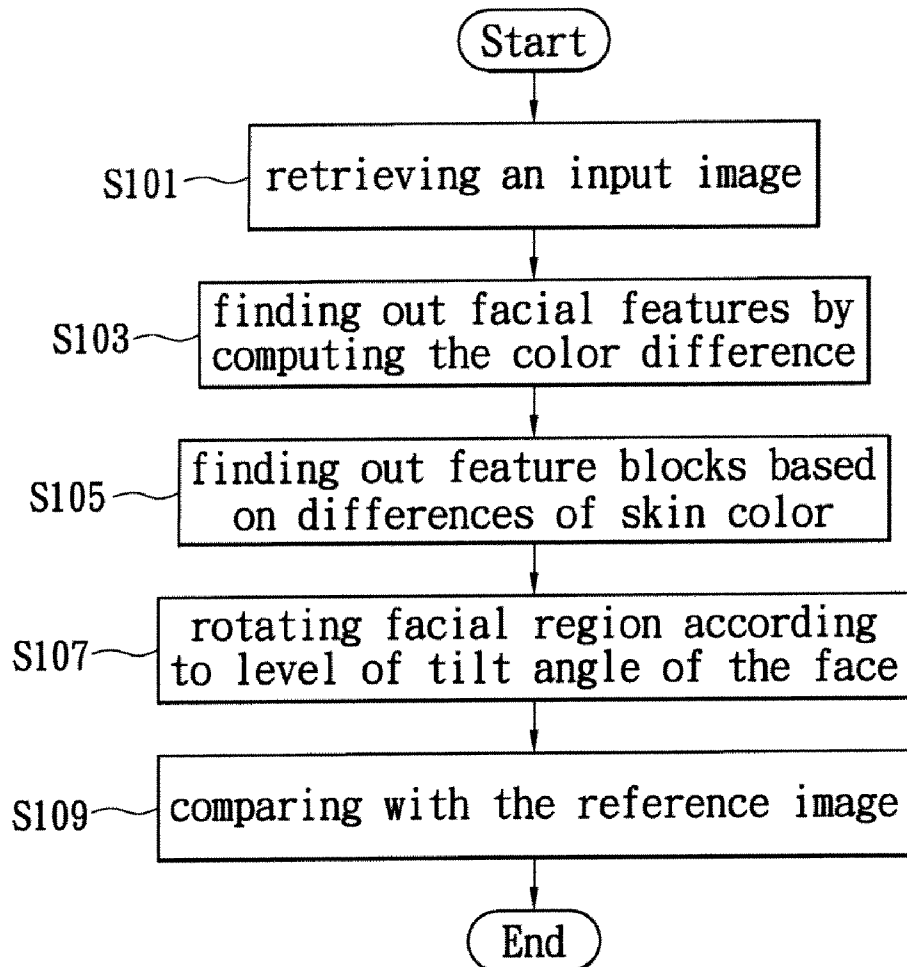 Start
S101
retrieving an input image
S103
finding out facial features by
computing the color difference
S105
finding out feature blocks based
on differences of skin color
S107
rotating facial region according
to level of tilt angle of the face
S109
comparing with the reference image
End